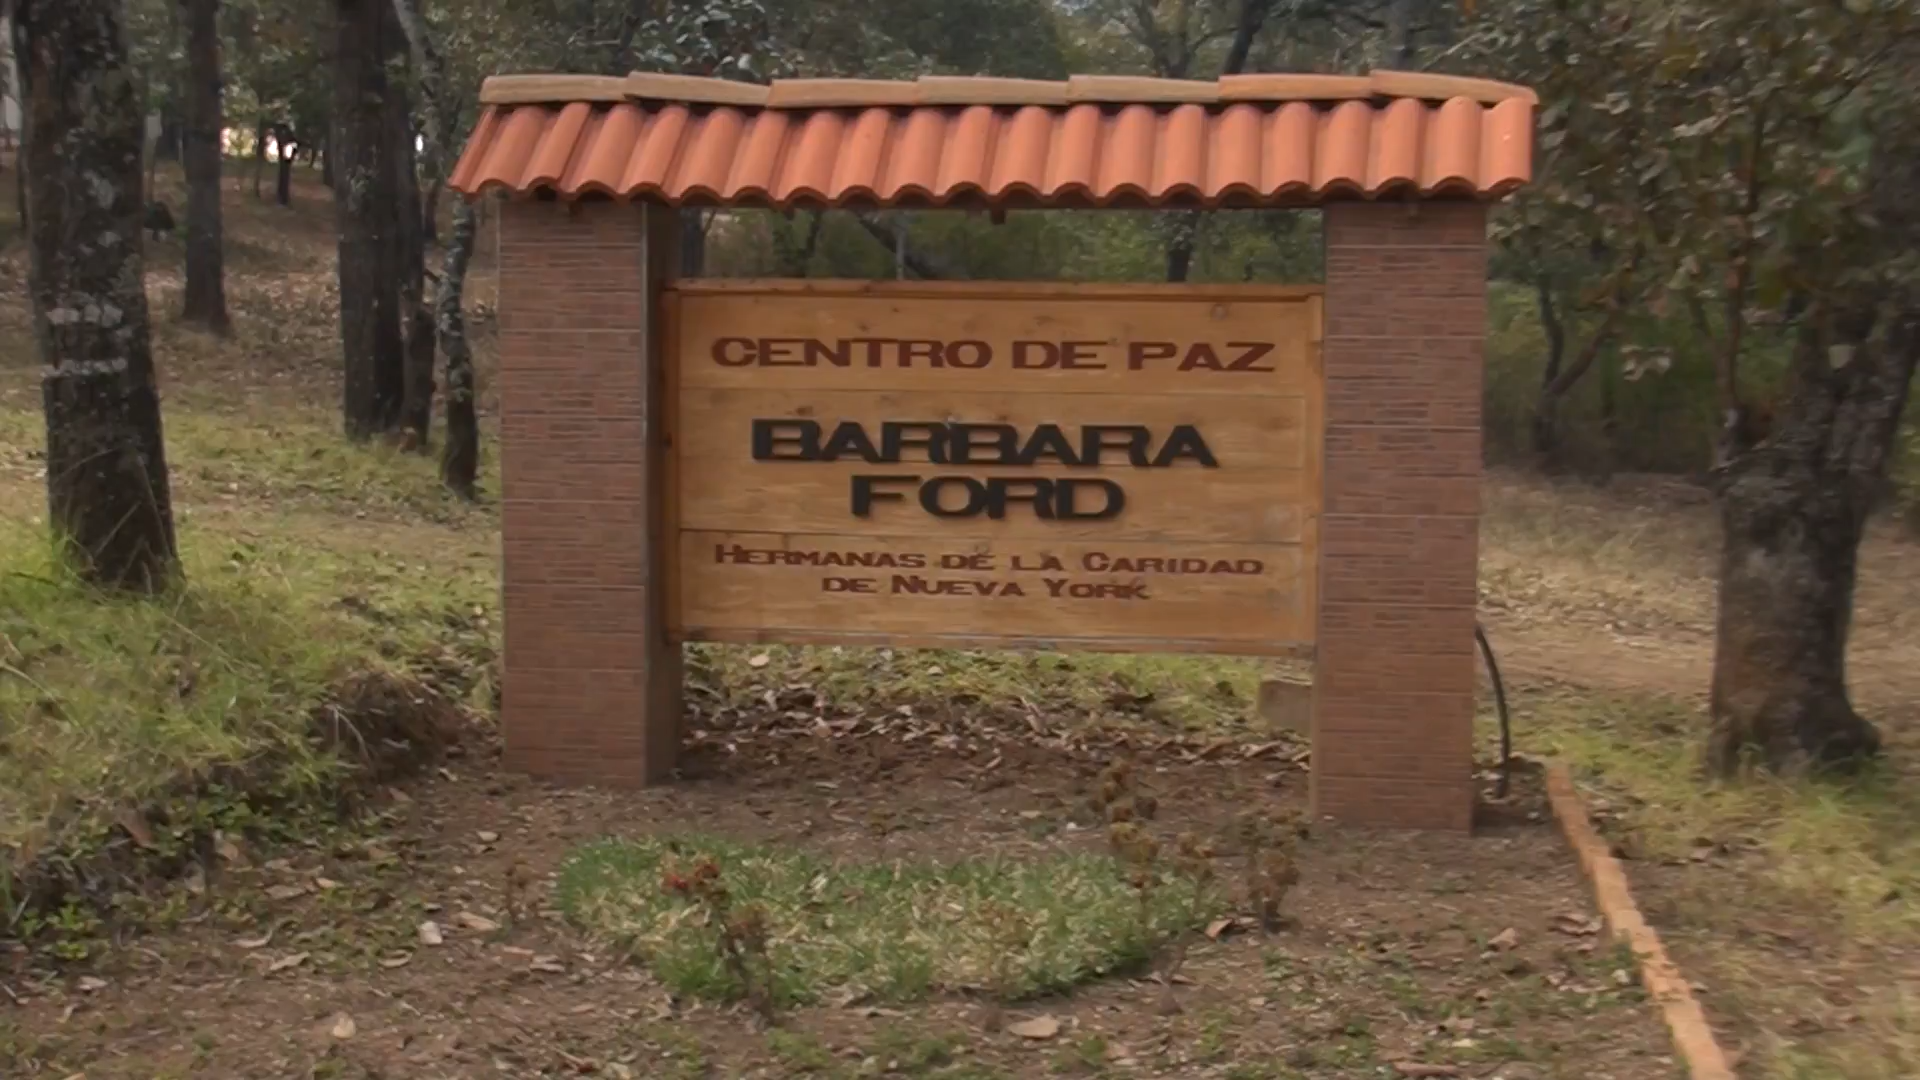 CENTRO DE PAZ
BARBARA
FORD
HERMANAS DE LA CARIDAD
DE NUEVA YORK